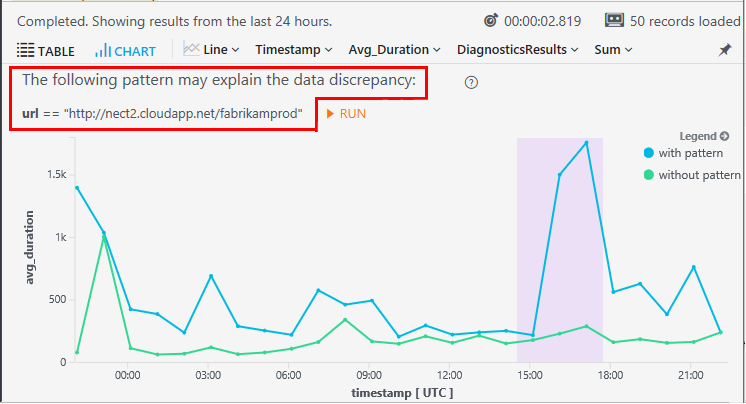 Completed. Showing results from the last 24 hours. 00:00:02.819 50 records loaded
TABLE CHART Line Timestamp Avg_Duration DiagnosticsResults Sum
The following pattern may explain the data discrepancy:
url == "http://nect2.cloudapp.net/fabrikamprod" RUN
Legend
with pattern
without pattern
avg_duration
1.5k
1k
500
0
00:00 03:00 06:00 09:00 12:00 15:00 18:00 21:00
timestamp [ UTC ]